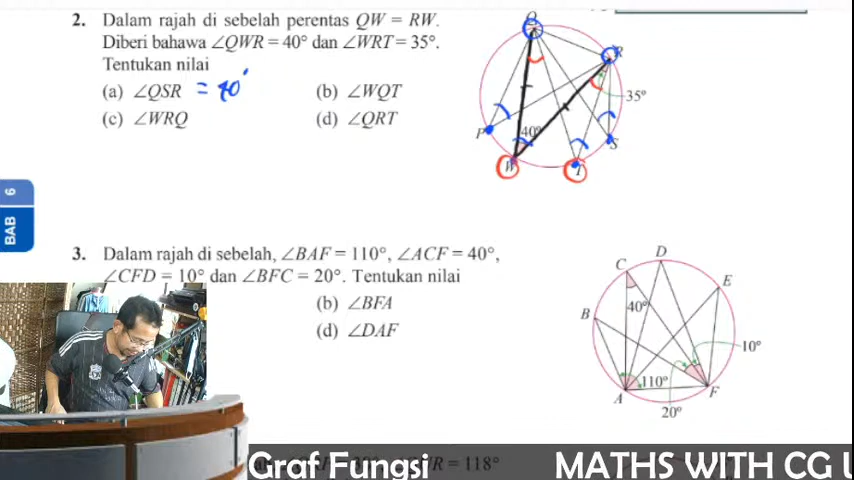 2. Dalam rajah di sebelah perentas QW = RW.
Diberi bahawa ∠QWR = 40° dan ∠WRT = 35°.
Tentukan nilai
(a) ∠QSR = 40°
(b) ∠WQT
(c) ∠WRQ
(d) ∠QRT
Q
R
35°
P
40°
S
W
T
BAB 6
3. Dalam rajah di sebelah, ∠BAF = 110°, ∠ACF = 40°,
∠CFD = 10° dan ∠BFC = 20°. Tentukan nilai
(b) ∠BFA
(d) ∠DAF
D
C
E
40°
B
10°
110°
A
F
20°
= 118°
Graf Fungsi
MATHS WITH CG